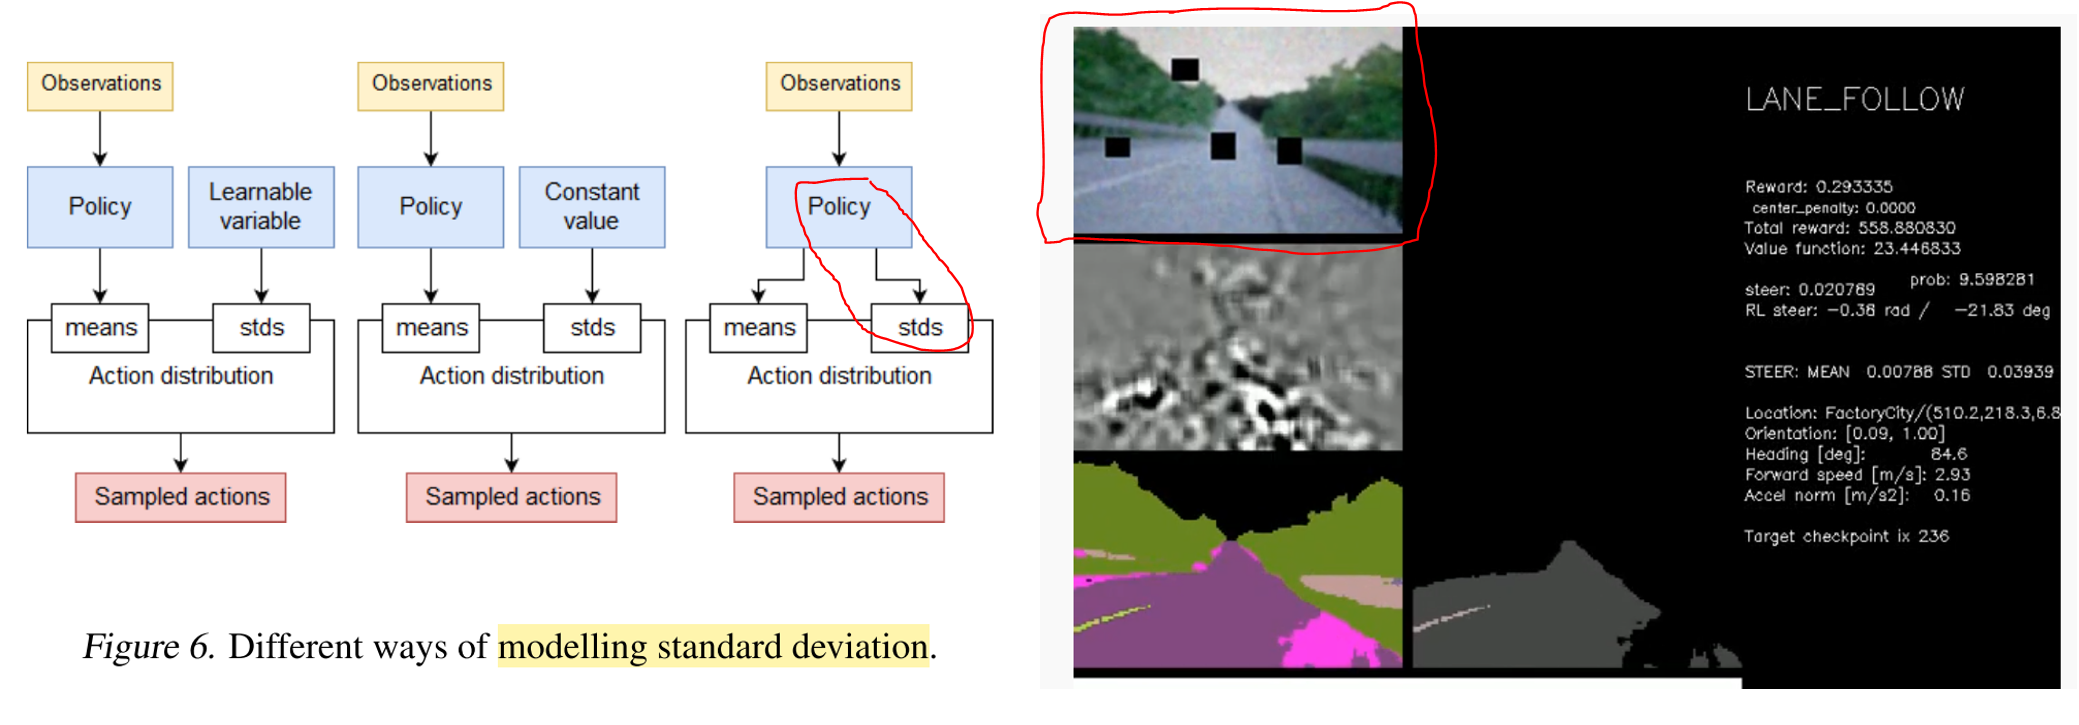 Observations
Policy
Learnable
variable
means
stds
Action distribution
Sampled actions
Observations
Policy
Constant
value
means
stds
Action distribution
Sampled actions
Observations
Policy
means
stds
Action distribution
Sampled actions
Figure 6. Different ways of modelling standard deviation.
LANE_FOLLOW
Reward: 0.293335
center_penalty: 0.0000
Total reward: 558.880830
Value function: 23.446833
steer: 0.020789 prob: 9.598281
RL steer: -0.38 rad / -21.83 deg
STEER: MEAN 0.00788 STD 0.03939
Location: FactoryCity/(510.2,218.3,6.8
Orientation: [0.09, 1.00]
Heading [deg]: 84.6
Forward speed [m/s]: 2.93
Accel norm [m/s2]: 0.16
Target checkpoint ix 236